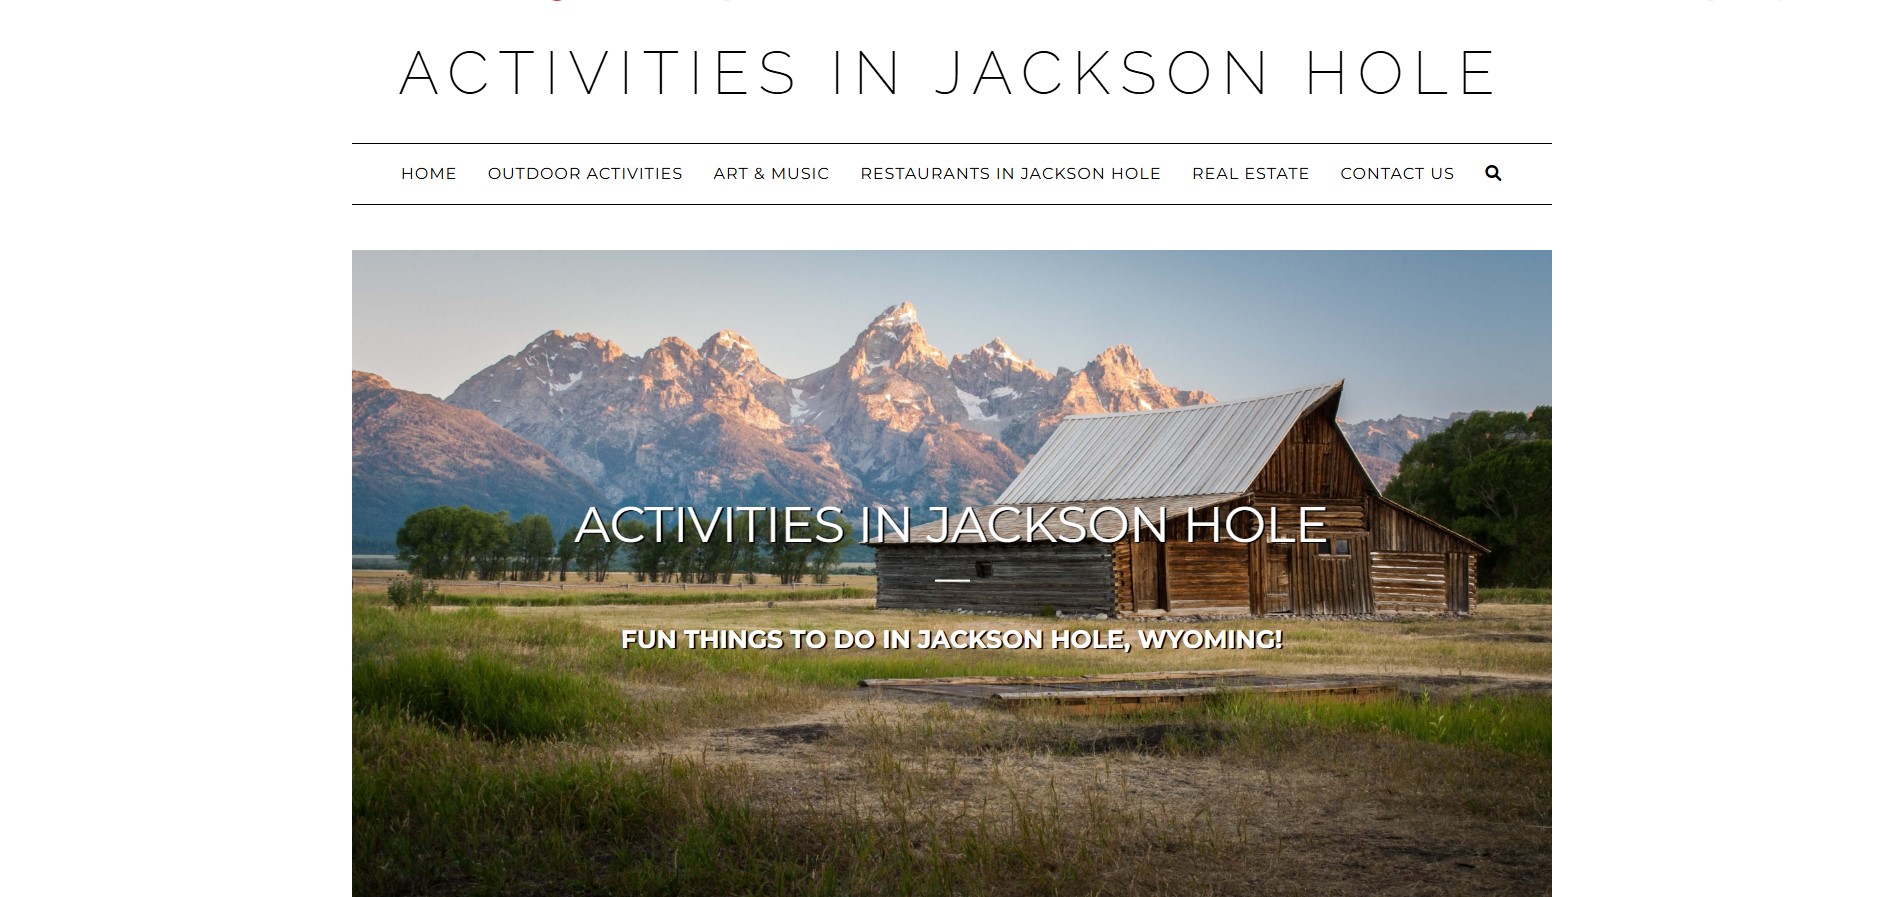 ACTIVITIES IN JACKSON HOLE
HOME OUTDOOR ACTIVITIES ART & MUSIC RESTAURANTS IN JACKSON HOLE REAL ESTATE CONTACT US
ACTIVITIES IN JACKSON HOLE
FUN THINGS TO DO IN JACKSON HOLE, WYOMING!